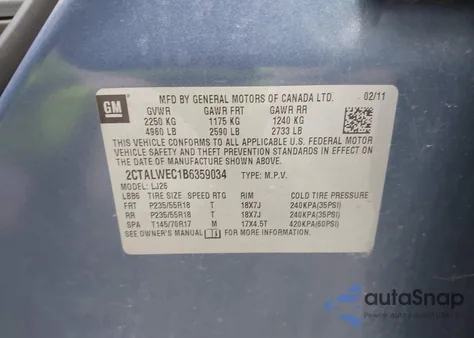 GM
MFD BY GENERAL MOTORS OF CANADA LTD. 02/11
GVWR GAWR FRT GAWR RR
2250 KG 1175 KG 1240 KG
4960 LB 2590 LB 2733 LB
THIS VEHICLE CONFORMS TO ALL APPLICABLE U.S. FEDERAL MOTOR
VEHICLE SAFETY AND THEFT PREVENTION STANDARDS IN EFFECT ON
THE DATE OF MANUFACTURE SHOWN ABOVE.
2CTALWEC1B6359034 TYPE: M.P.V.
MODEL: LJ26
LBB6 TIRE SIZE SPEED RTG RIM COLD TIRE PRESSURE
FRT P235/55R18 T 18X7J 240KPA(35PSI)
RR P235/55R18 T 18X7J 240KPA(35PSI)
SPA T145/70R17 M 17X4.5T 420KPA(60PSI)
SEE OWNER'S MANUAL FOR MORE INFORMATION.
autoSnap